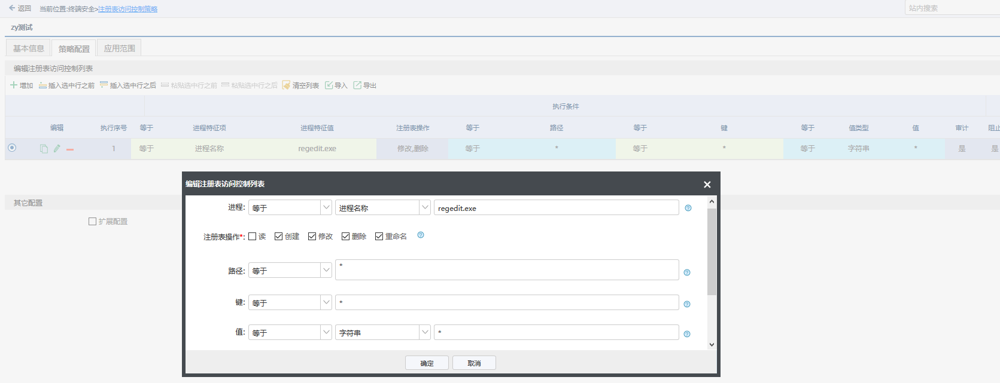 返回 当前位置:终端安全>注册表访问控制策略 站内搜索
zy测试
基本信息 策略配置 应用范围
编辑注册表访问控制列表
增加 插入选中行之前 插入选中行之后 粘贴选中行之前 粘贴选中行之后 清空列表 导入 导出
执行条件
编辑 执行序号 等于 进程特征项 进程特征值 注册表操作 等于 路径 等于 键 等于 值类型 值 审计 阻止
1 等于 进程名称 regedit.exe 修改,删除 等于 * 等于 * 等于 字符串 * 是 是
编辑注册表访问控制列表
进程: 等于 进程名称 regedit.exe
注册表操作*: 读 创建 修改 删除 重命名
路径: 等于 *
键: 等于 *
值: 等于 字符串 *
确定 取消
其它配置
扩展配置